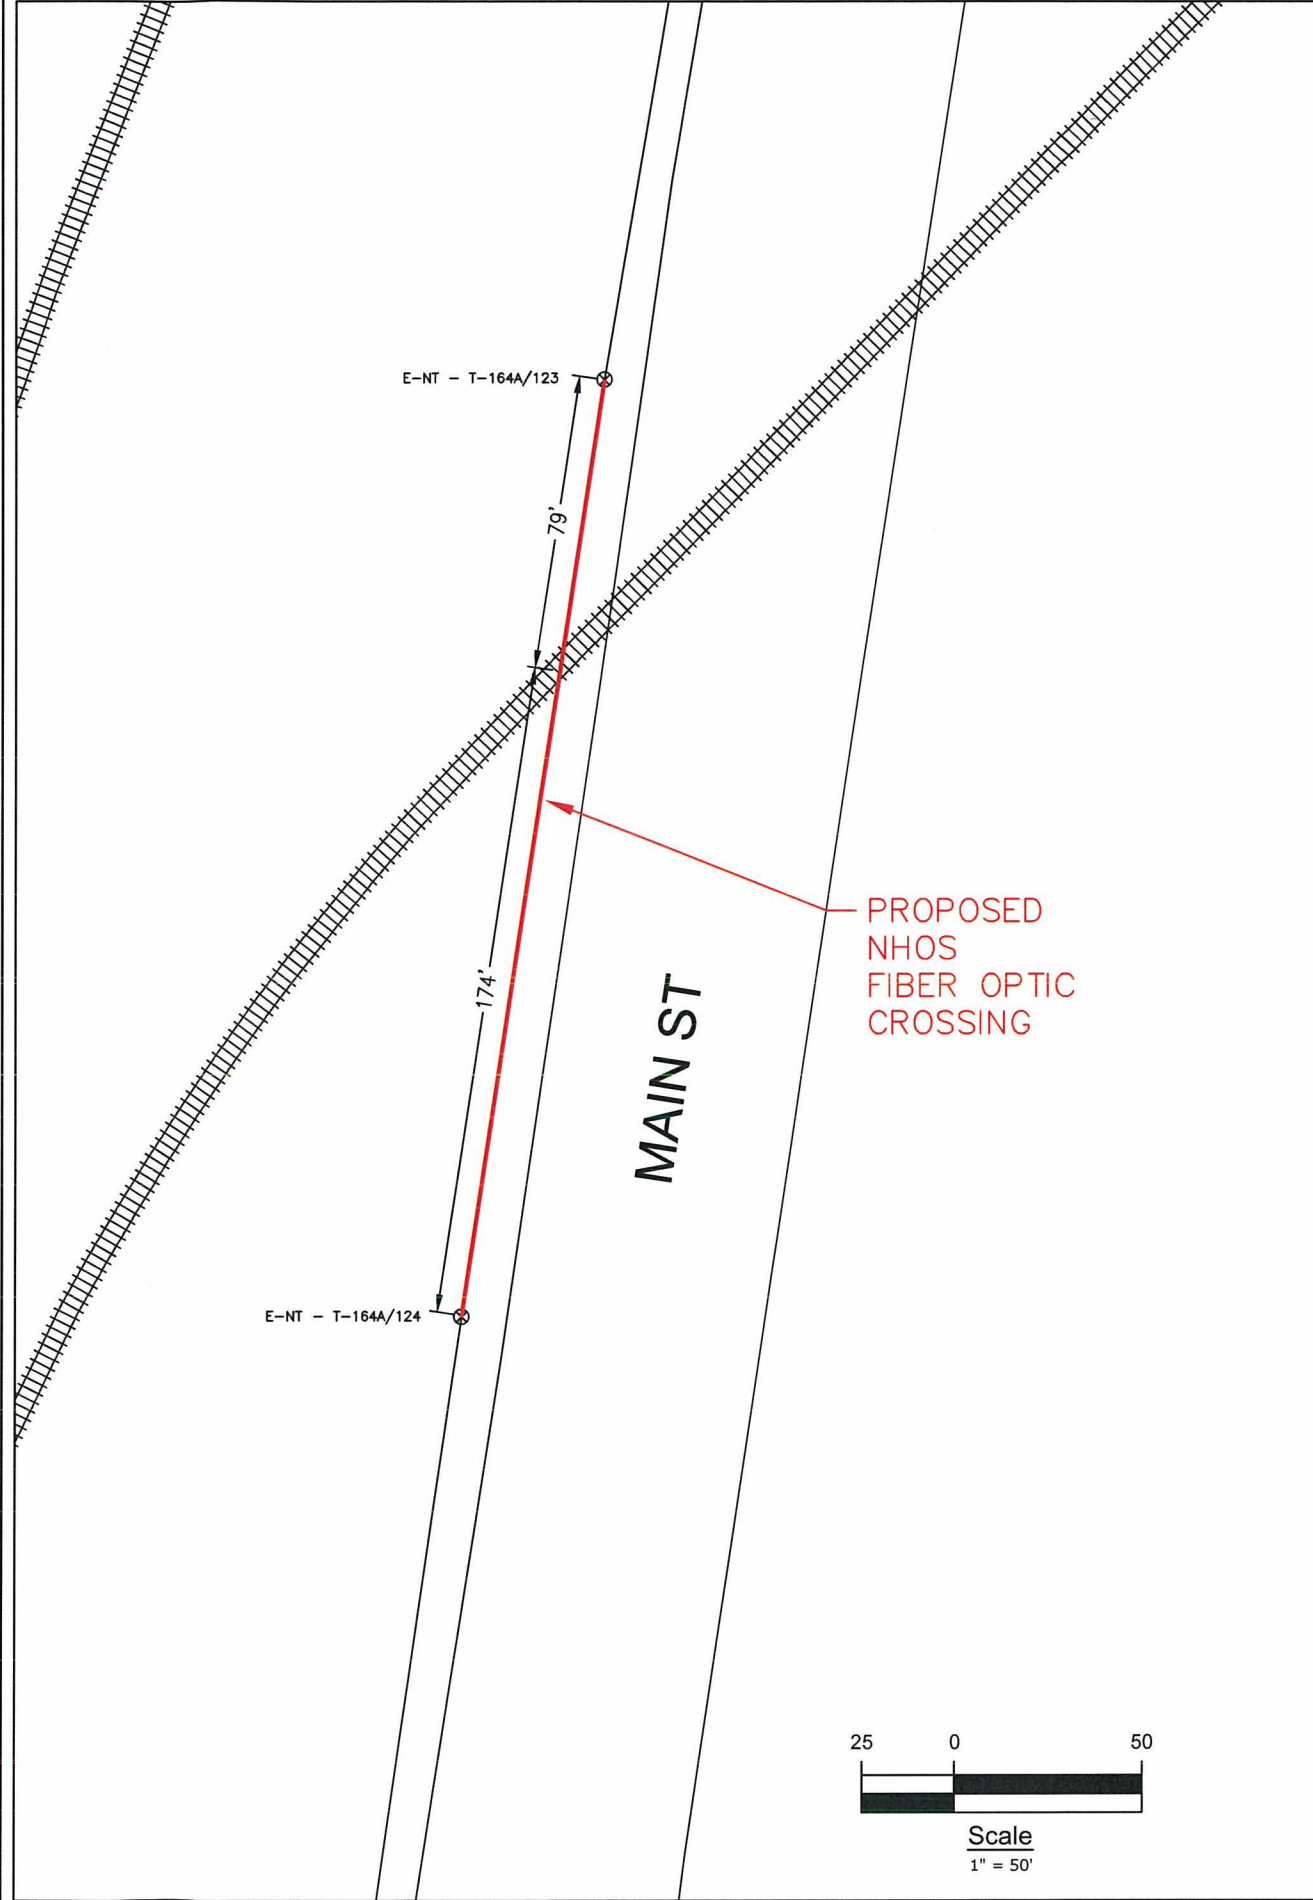 E-NT - T-164A/123
79'
PROPOSED
NHOS
FIBER OPTIC
CROSSING
174'
MAIN ST
E-NT - T-164A/124
25 0 50
Scale
1" = 50'